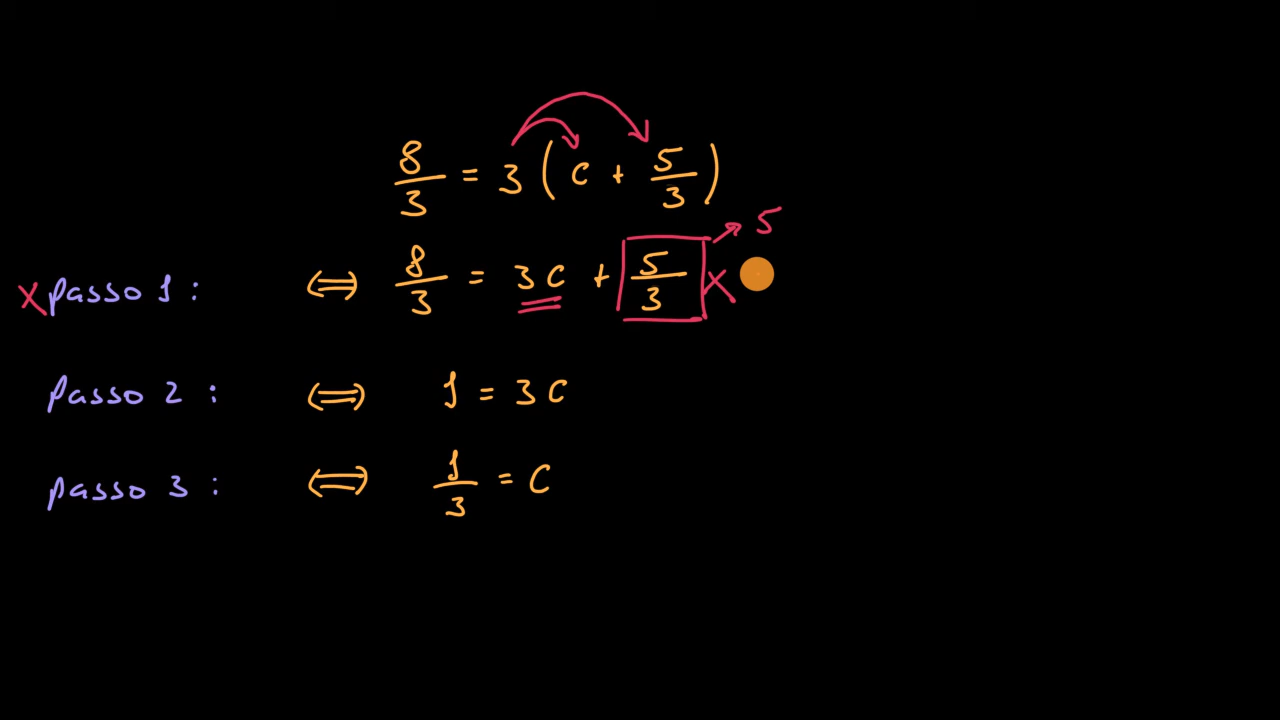 8/3 = 3 ( c + 5/3 )
5
x passo 1 : ⟺ 8/3 = 3c + 5/3 x
Passo 2 : ⟺ 1 = 3c
passo 3 : ⟺ 1/3 = c